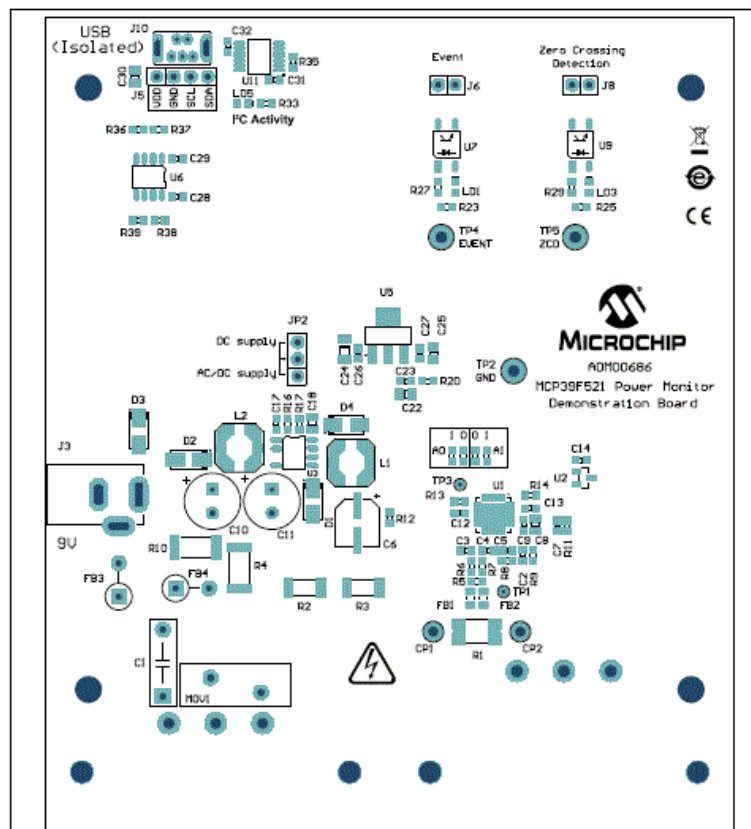 USB
(Isolated)
J10
C32
R35
U11
C31
C30
J5
VDD
GND
SCL
SDA
LD5
R33
I²C Activity
Event
J6
Zero Crossing
Detection
J8
R36
R37
U7
U9
C29
U6
C28
R27
LD1
R23
R29
LD3
R25
R39
R38
TP4
EVENT
TP5
ZCD
CE
U5
JP2
DC supply
AC/DC supply
C27
C25
C24
C26
C23
R20
C22
TP2
GND
MICROCHIP
ADM00686
MCP39F521 Power Monitor
Demonstration Board
D3
L2
C17
R16
R17
C18
D4
D2
L1
J3
U3
A0
1 0 0 1
A1
C14
U2
TP3
U1
R14
R13
C13
C12
+
+
+
C10
C11
D1
C6
R12
9V
R10
R4
C3
C4
C5
C9
C8
C7
R11
R6
R7
R8
C2
R9
R5
FB3
FB4
R2
R3
TP1
FB1
FB2
CP1
R1
CP2
C1
MOV1